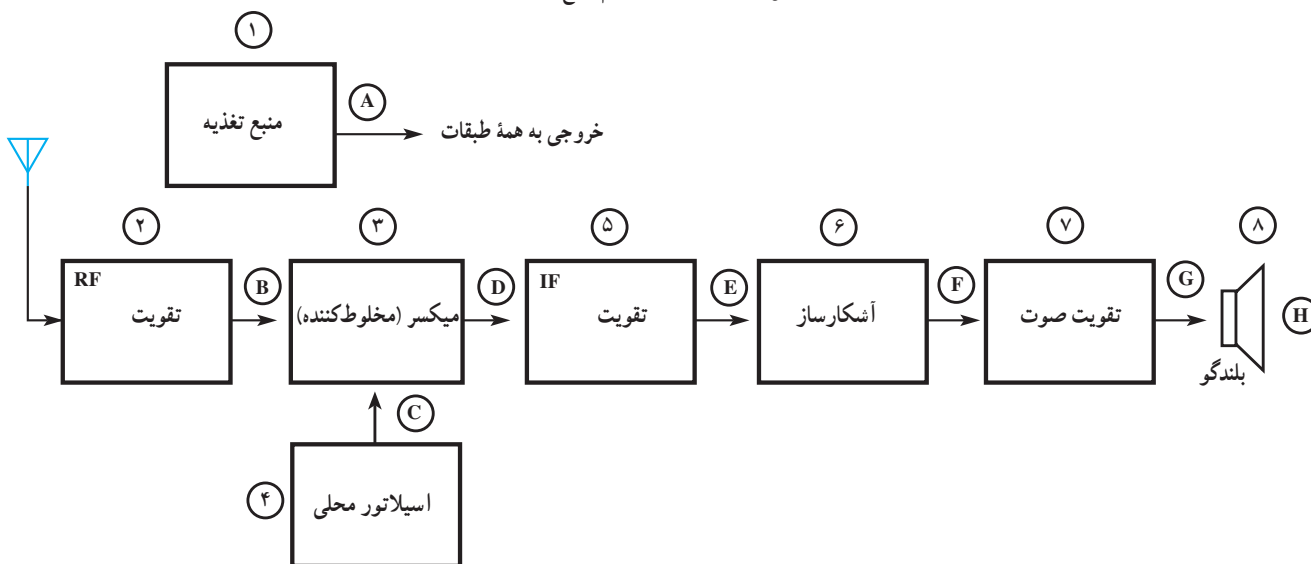 ۱
منبع تغذیه
A
خروجی به همهٔ طبقات
۲
۳
۵
۶
۷
۸
RF
تقویت
B
میکسر (مخلوط‌کننده)
D
IF
تقویت
E
آشکارساز
F
تقویت صوت
G
H
بلندگو
C
۴
اسیلاتور محلی